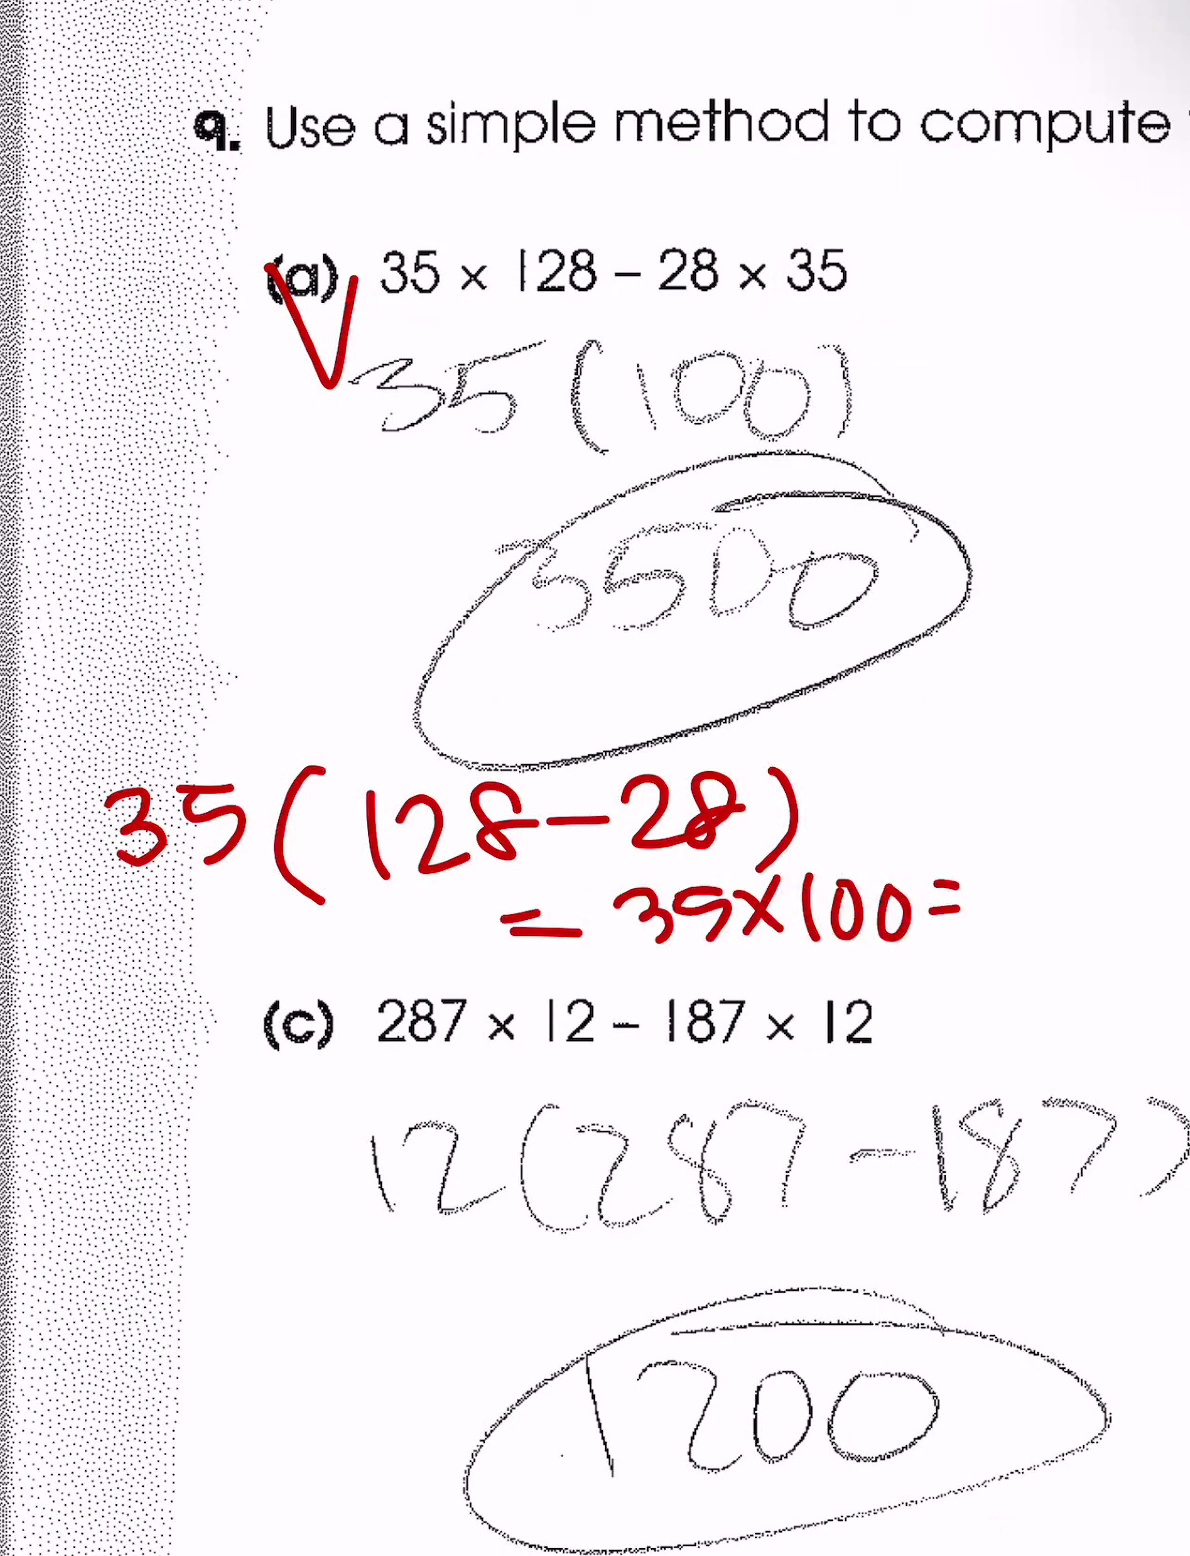 9. Use a simple method to compute
(a) 35 × 128 – 28 × 35
35 (100)
3500
35 (128 – 28)
= 35×100 =
(c) 287 × 12 – 187 × 12
12 (287 – 187)
1200